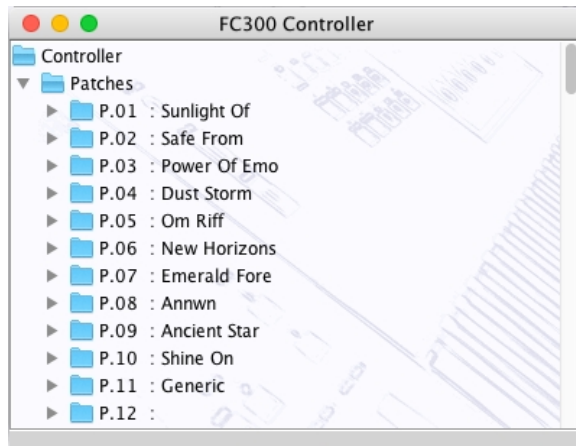 FC300 Controller
Controller
Patches
P.01 : Sunlight Of
P.02 : Safe From
P.03 : Power Of Emo
P.04 : Dust Storm
P.05 : Om Riff
P.06 : New Horizons
P.07 : Emerald Fore
P.08 : Annwn
P.09 : Ancient Star
P.10 : Shine On
P.11 : Generic
P.12 :